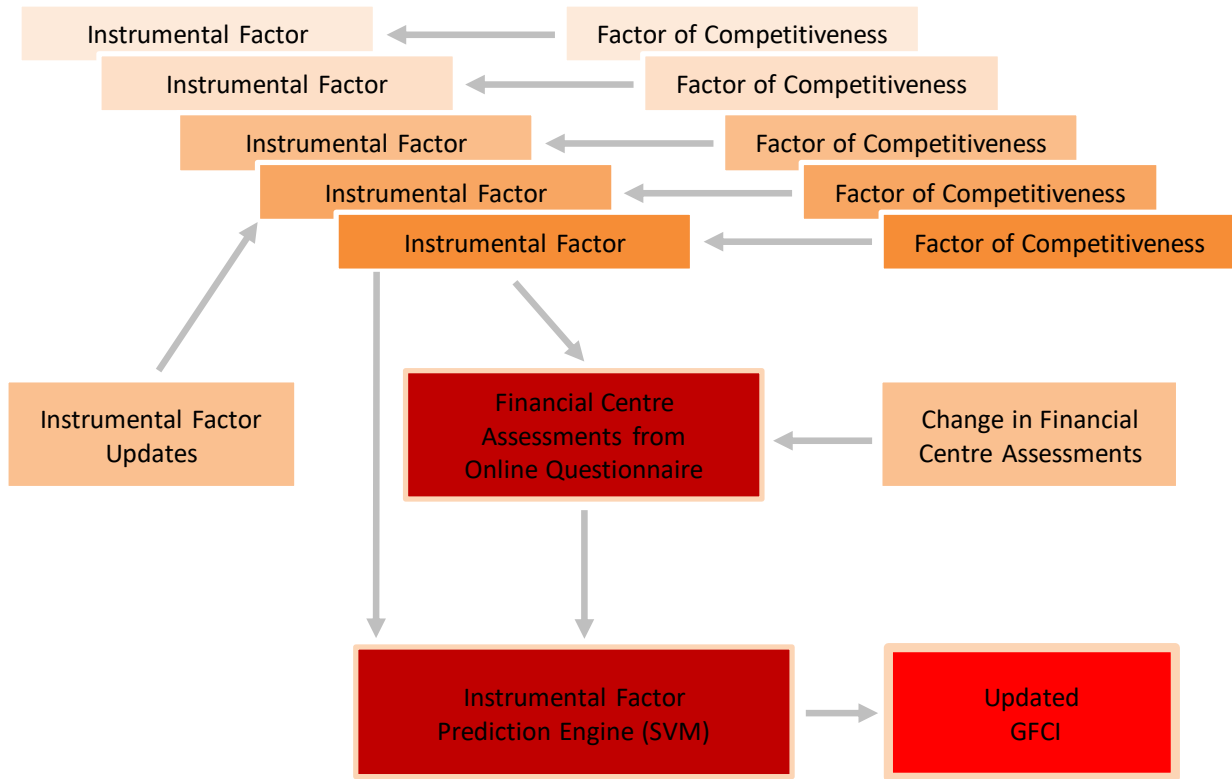 Instrumental Factor
Factor of Competitiveness
Instrumental Factor
Factor of Competitiveness
Instrumental Factor
Factor of Competitiveness
Instrumental Factor
Factor of Competitiveness
Instrumental Factor
Factor of Competitiveness
Instrumental Factor
Updates
Financial Centre
Assessments from
Online Questionnaire
Change in Financial
Centre Assessments
Instrumental Factor
Prediction Engine (SVM)
Updated
GFCI